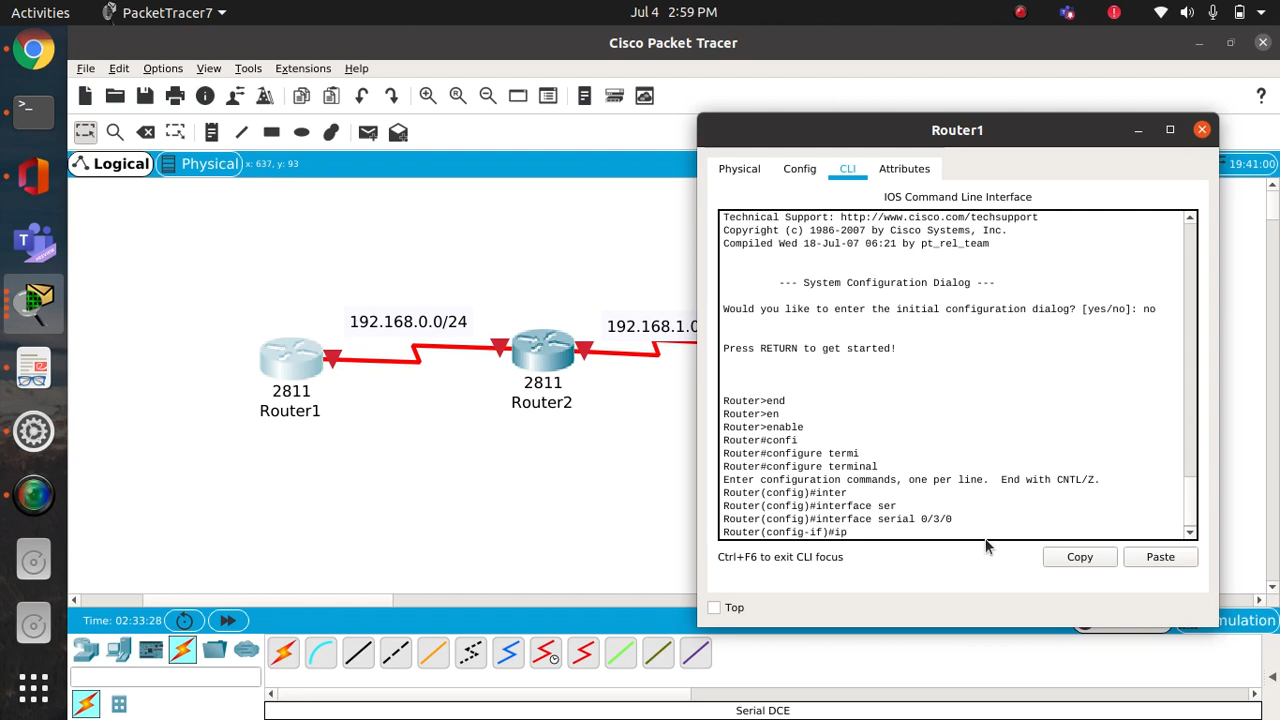 Activities
PacketTracer7
Jul 4 2:59 PM
Cisco Packet Tracer
File Edit Options View Tools Extensions Help
?
Logical
Physical
x: 637, y: 93
19:41:00
Router1
Physical Config CLI Attributes
IOS Command Line Interface
Technical Support: http://www.cisco.com/techsupport
Copyright (c) 1986-2007 by Cisco Systems, Inc.
Compiled Wed 18-Jul-07 06:21 by pt_rel_team
--- System Configuration Dialog ---
Would you like to enter the initial configuration dialog? [yes/no]: no
Press RETURN to get started!
Router>end
Router>en
Router>enable
Router#confi
Router#configure termi
Router#configure terminal
Enter configuration commands, one per line.  End with CNTL/Z.
Router(config)#inter
Router(config)#interface ser
Router(config)#interface serial 0/3/0
Router(config-if)#ip
Ctrl+F6 to exit CLI focus
Copy
Paste
Top
192.168.0.0/24
192.168.1.0
2811
Router1
2811
Router2
Time: 02:33:28
imulation
Serial DCE